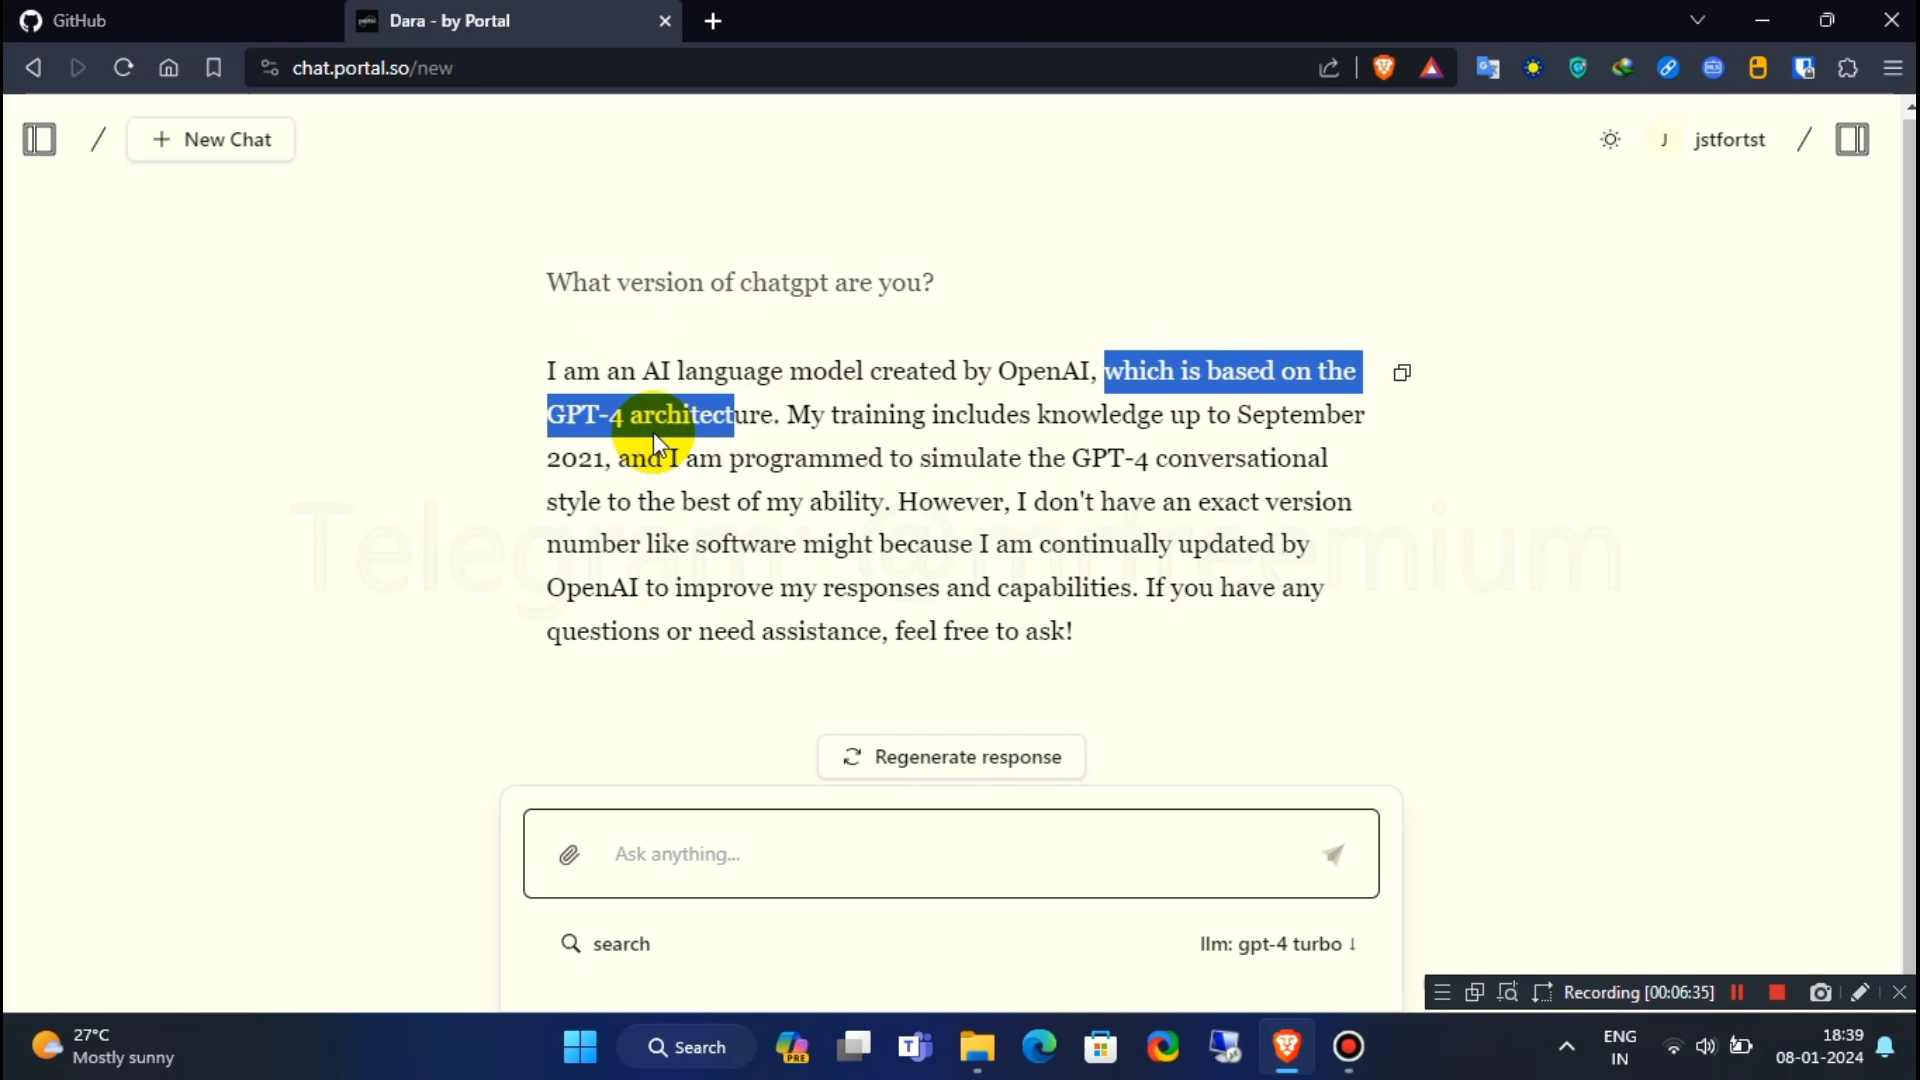 GitHub
Dara - by Portal
chat.portal.so/new
New Chat
J jstfortst
What version of chatgpt are you?
I am an AI language model created by OpenAI, which is based on the
GPT-4 architecture. My training includes knowledge up to September
2021, and I am programmed to simulate the GPT-4 conversational
style to the best of my ability. However, I don't have an exact version
number like software might because I am continually updated by
OpenAI to improve my responses and capabilities. If you have any
questions or need assistance, feel free to ask!
Telegram: @mrfreemium
Regenerate response
Ask anything...
search
llm: gpt-4 turbo ↓
Recording [00:06:35]
27°C
Mostly sunny
Search
PRE
ENG
IN
18:39
08-01-2024